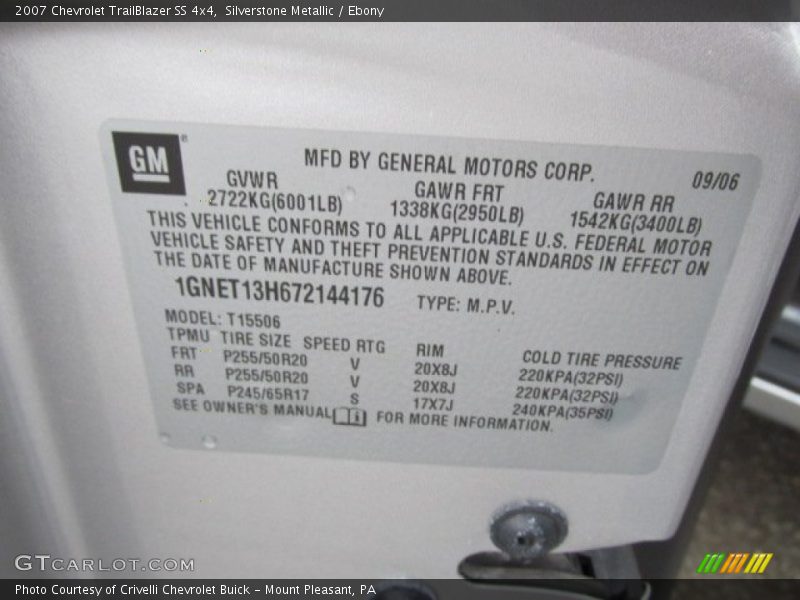 2007 Chevrolet TrailBlazer SS 4x4,  Silverstone Metallic / Ebony
GM®
MFD BY GENERAL MOTORS CORP.
09/06
GVWR GAWR FRT GAWR RR
2722KG(6001LB) 1338KG(2950LB) 1542KG(3400LB)
THIS VEHICLE CONFORMS TO ALL APPLICABLE U.S. FEDERAL MOTOR
VEHICLE SAFETY AND THEFT PREVENTION STANDARDS IN EFFECT ON
THE DATE OF MANUFACTURE SHOWN ABOVE.
1GNET13H672144176 TYPE: M.P.V.
MODEL: T15506
TPMU TIRE SIZE SPEED RTG RIM COLD TIRE PRESSURE
FRT P255/50R20 V 20X8J 220KPA(32PSI)
RR P255/50R20 V 20X8J 220KPA(32PSI)
SPA P245/65R17 S 17X7J 240KPA(35PSI)
SEE OWNER'S MANUAL i FOR MORE INFORMATION.
GTCARLOT.COM
Photo Courtesy of Crivelli Chevrolet Buick - Mount Pleasant, PA